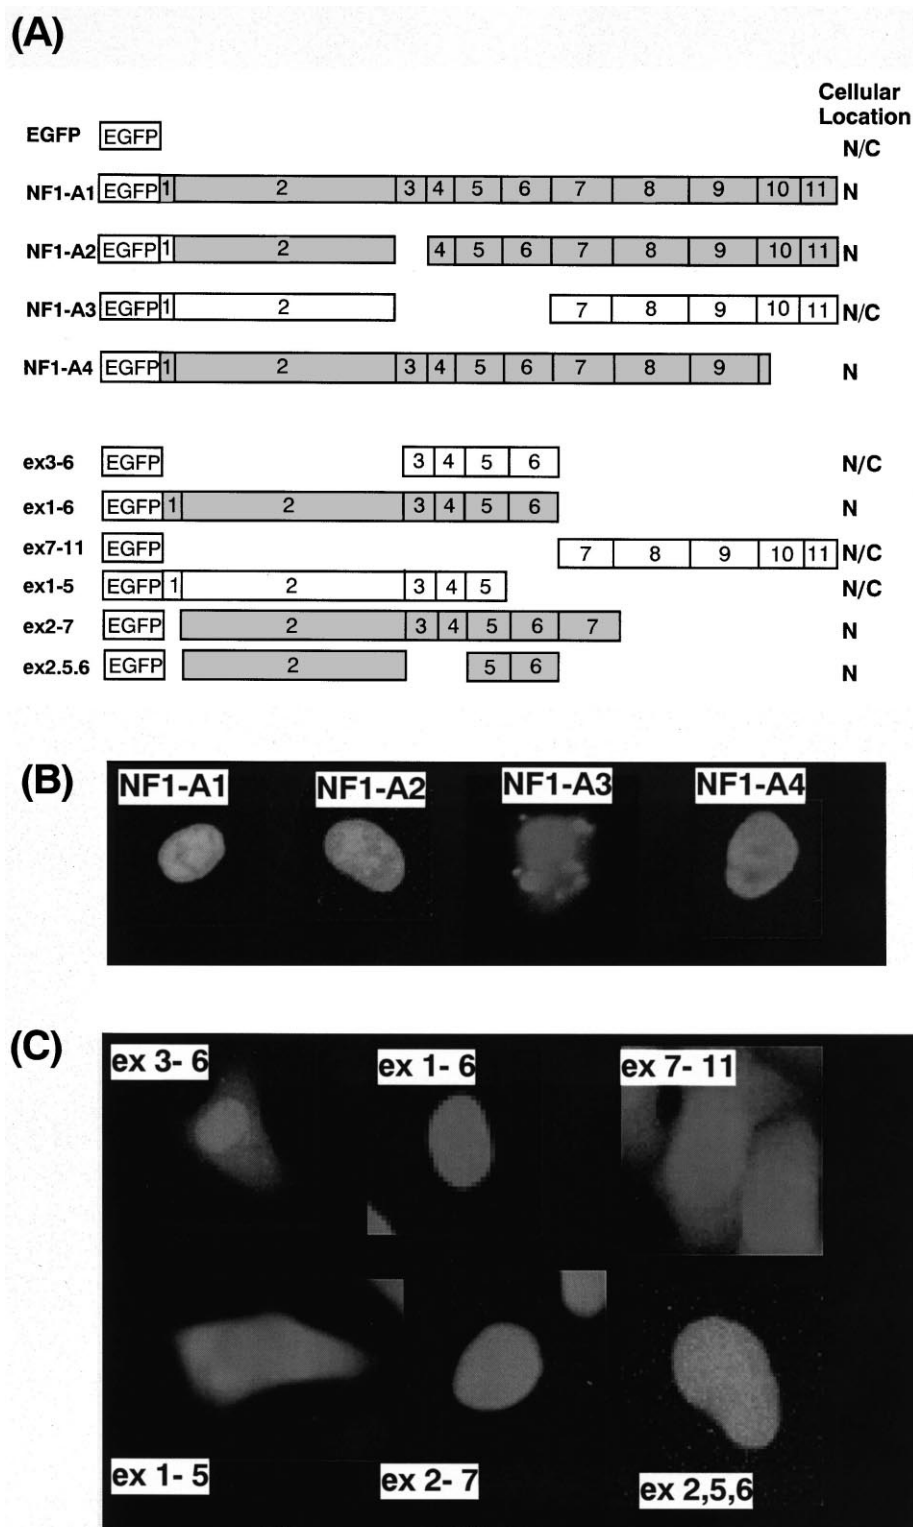 (A)
Cellular
Location
EGFP EGFP N/C
NF1-A1 EGFP 1 2 3 4 5 6 7 8 9 10 11 N
NF1-A2 EGFP 1 2 4 5 6 7 8 9 10 11 N
NF1-A3 EGFP 1 2 7 8 9 10 11 N/C
NF1-A4 EGFP 1 2 3 4 5 6 7 8 9 N
ex3-6 EGFP 3 4 5 6 N/C
ex1-6 EGFP 1 2 3 4 5 6 N
ex7-11 EGFP 7 8 9 10 11 N/C
ex1-5 EGFP 1 2 3 4 5 N/C
ex2-7 EGFP 2 3 4 5 6 7 N
ex2.5.6 EGFP 2 5 6 N
(B)
NF1-A1 NF1-A2 NF1-A3 NF1-A4
(C)
ex 3- 6 ex 1- 6 ex 7- 11
ex 1- 5 ex 2- 7 ex 2,5,6